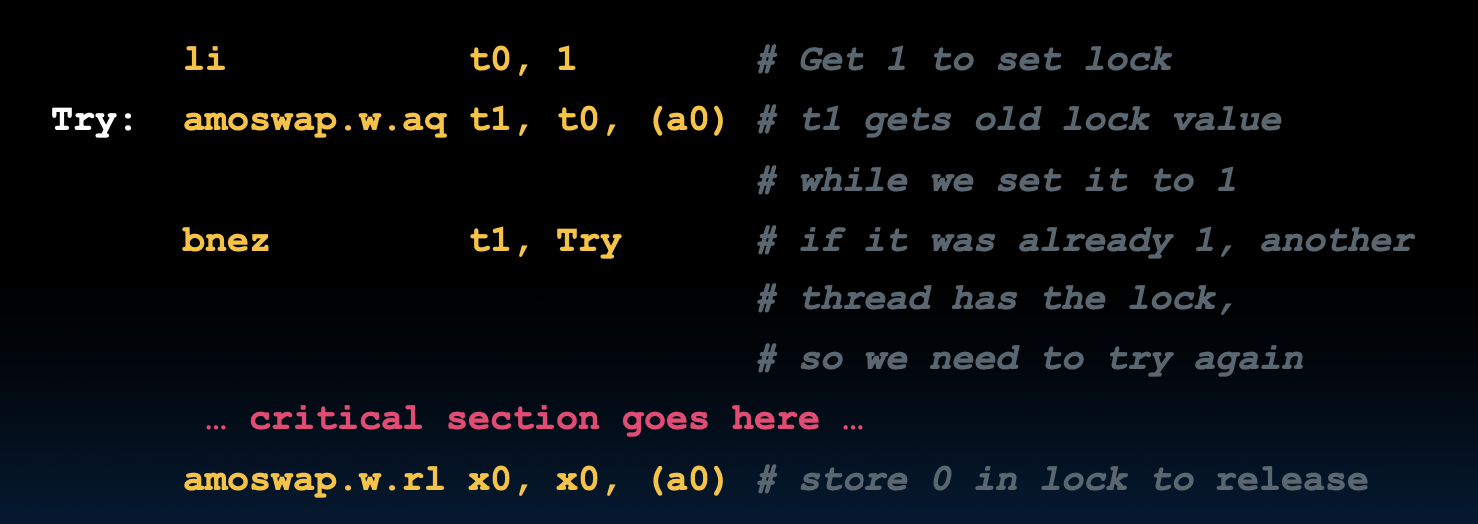 li t0, 1 # Get 1 to set lock
Try: amoswap.w.aq t1, t0, (a0) # t1 gets old lock value
# while we set it to 1
bnez t1, Try # if it was already 1, another
# thread has the lock,
# so we need to try again
… critical section goes here …
amoswap.w.rl x0, x0, (a0) # store 0 in lock to release